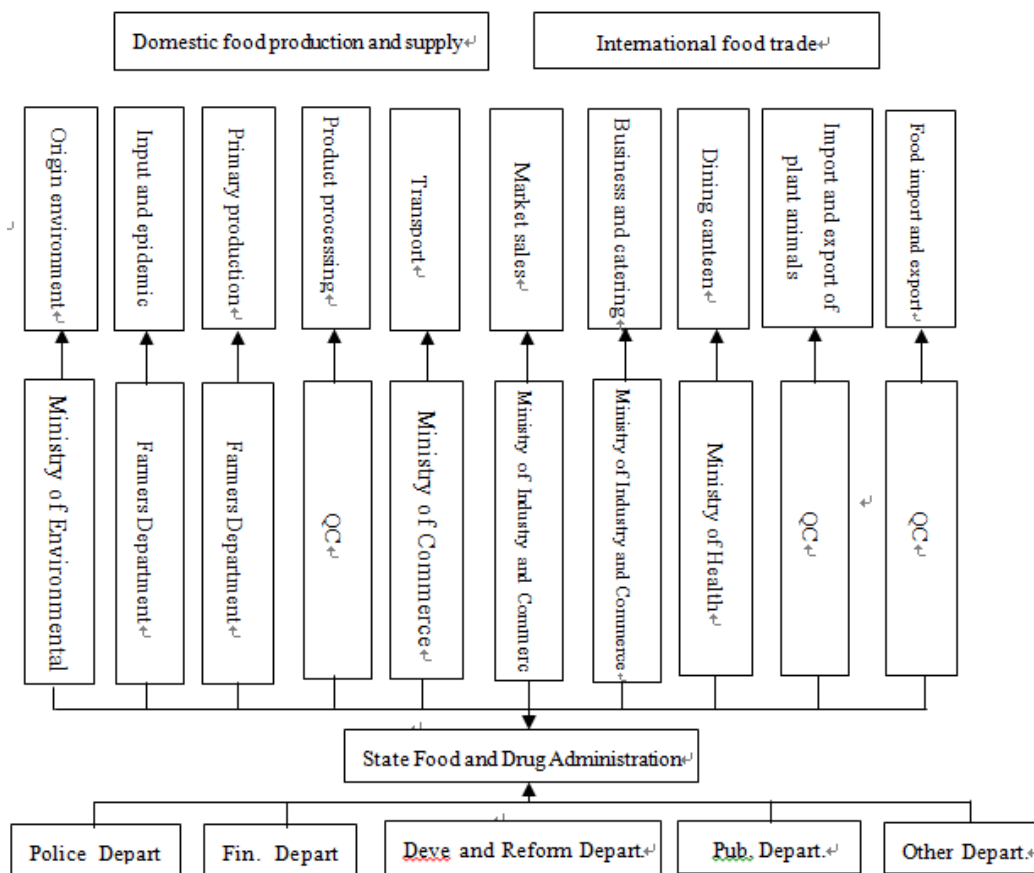 Domestic food production and supply
International food trade
Origin environment
Input and epidemic
Primary production
Product processing
Transport
Market sales
Business and catering
Dining canteen
Import and export of
plant animals
Food import and export
Ministry of Environmental
Farmers Department
Farmers Department
QC
Ministry of Commerce
Ministry of Industry and Commerc
Ministry of Industry and Commerce
Ministry of Health
QC
QC
State Food and Drug Administration
Police Depart
Fin. Depart
Deve and Reform Depart.
Pub. Depart.
Other Depart.